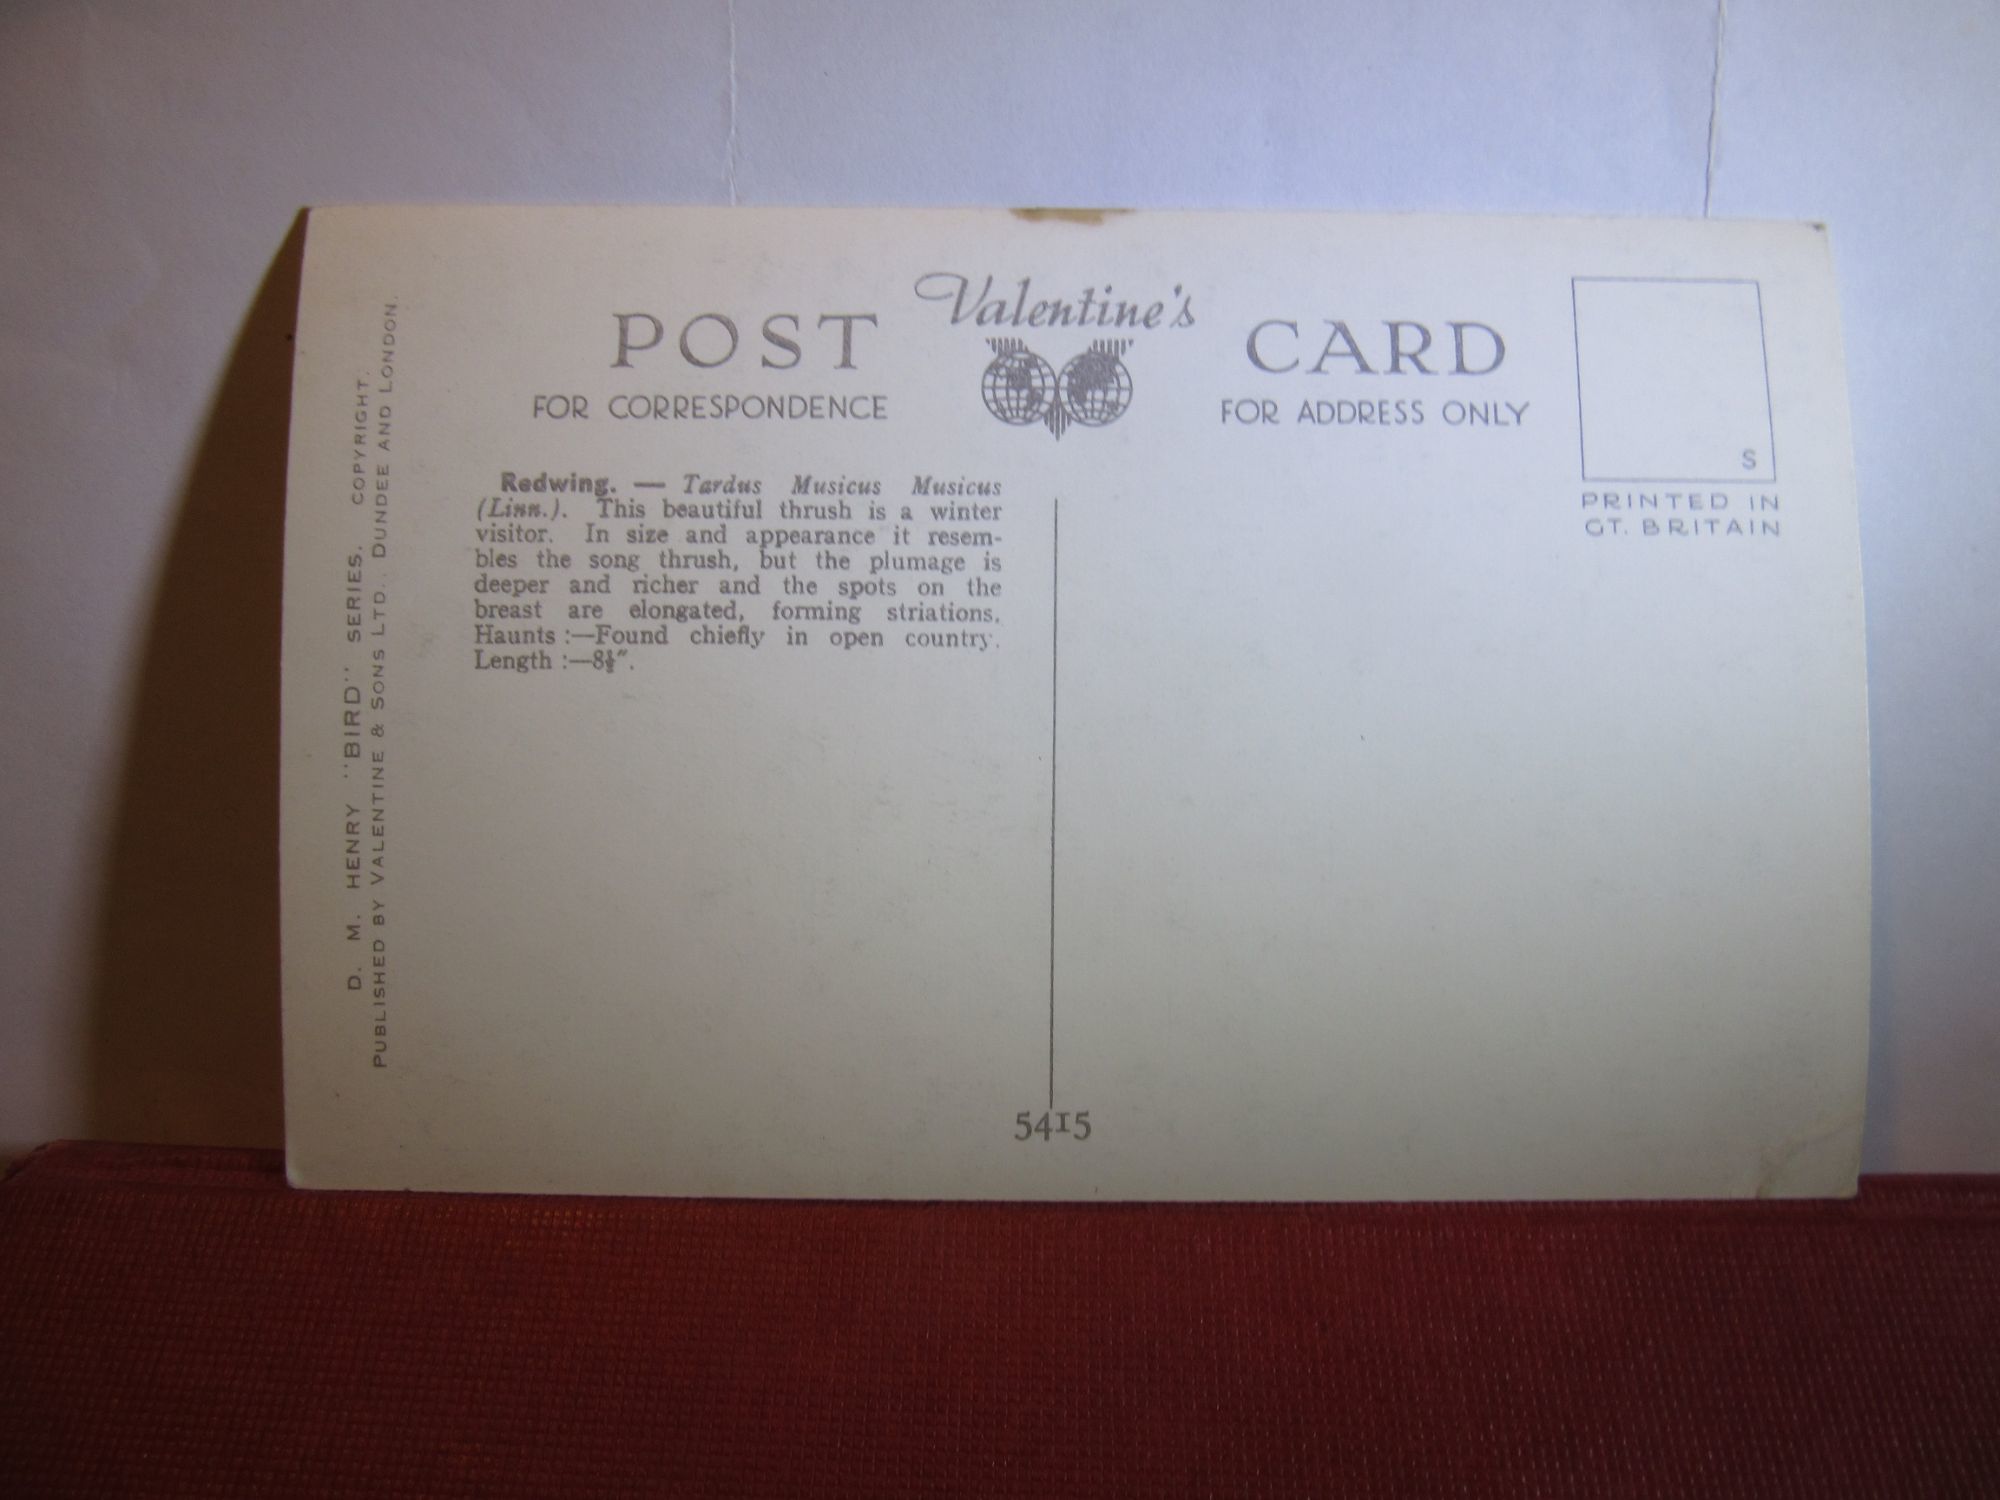 Valentine's
POST CARD
FOR CORRESPONDENCE
FOR ADDRESS ONLY
S
PRINTED IN
GT. BRITAIN
Redwing. — Tardus Musicus Musicus
(Linn.). This beautiful thrush is a winter
visitor. In size and appearance it resem-
bles the song thrush, but the plumage is
deeper and richer and the spots on the
breast are elongated, forming striations.
Haunts :—Found chiefly in open country.
Length :—8½″.
D. M. HENRY "BIRD" SERIES. COPYRIGHT.
PUBLISHED BY VALENTINE & SONS LTD., DUNDEE AND LONDON.
5415